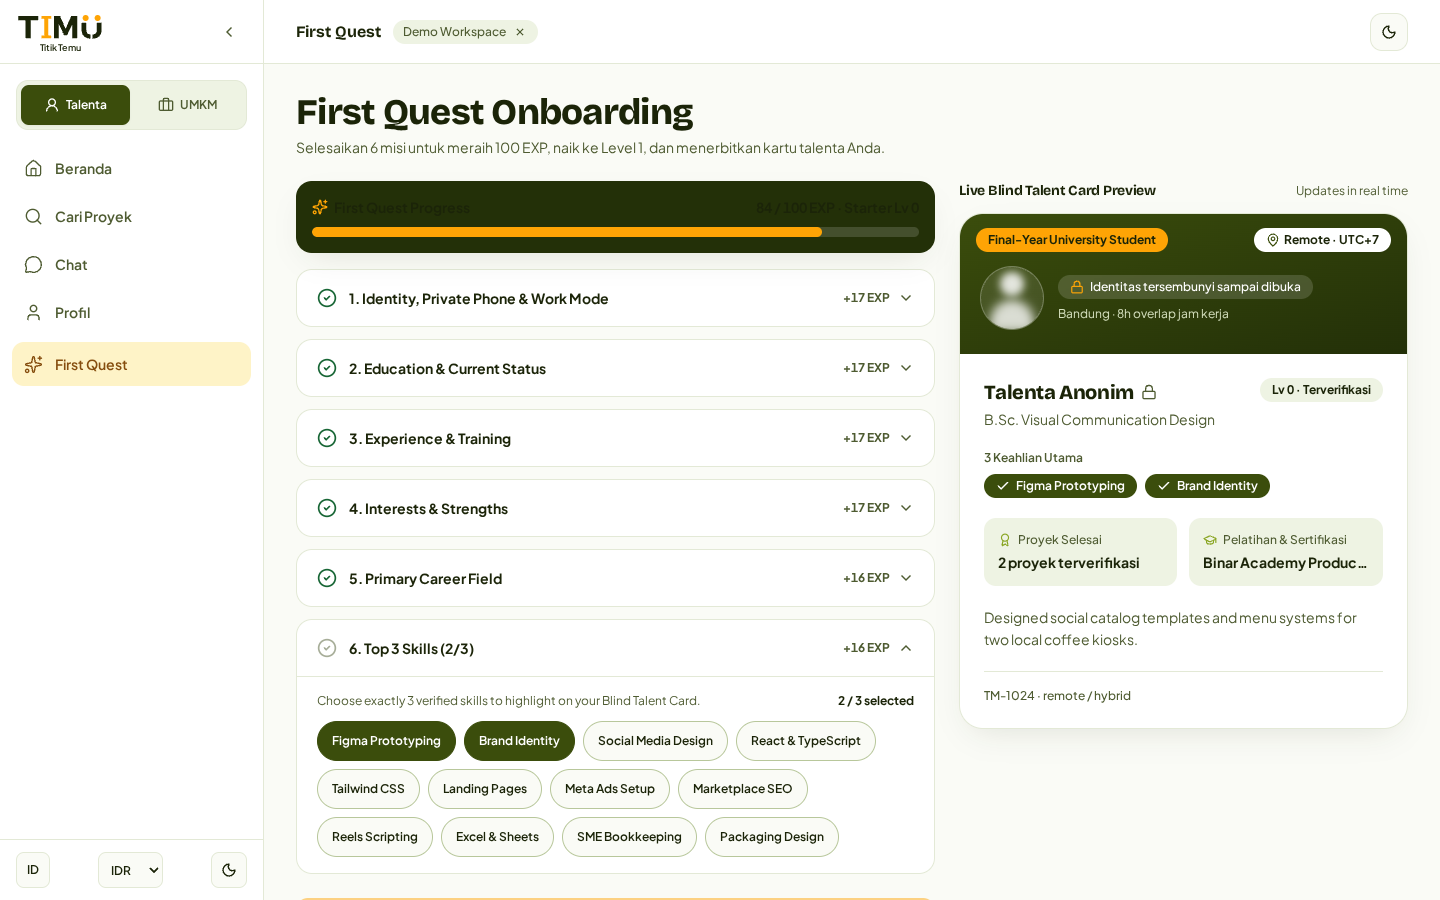 TIMU
Titik Temu
Talenta
UMKM
Beranda
Cari Proyek
Chat
Profil
First Quest
ID
IDR
First Quest
Demo Workspace ×
First Quest Onboarding
Selesaikan 6 misi untuk meraih 100 EXP, naik ke Level 1, dan menerbitkan kartu talenta Anda.
First Quest Progress
84 / 100 EXP · Starter Lv 0
1. Identity, Private Phone & Work Mode
+17 EXP
2. Education & Current Status
+17 EXP
3. Experience & Training
+17 EXP
4. Interests & Strengths
+17 EXP
5. Primary Career Field
+16 EXP
6. Top 3 Skills (2/3)
+16 EXP
Choose exactly 3 verified skills to highlight on your Blind Talent Card.
2 / 3 selected
Figma Prototyping
Brand Identity
Social Media Design
React & TypeScript
Tailwind CSS
Landing Pages
Meta Ads Setup
Marketplace SEO
Reels Scripting
Excel & Sheets
SME Bookkeeping
Packaging Design
Live Blind Talent Card Preview
Updates in real time
Final-Year University Student
Remote · UTC+7
Identitas tersembunyi sampai dibuka
Bandung · 8h overlap jam kerja
Talenta Anonim
Lv 0 · Terverifikasi
B.Sc. Visual Communication Design
3 Keahlian Utama
Figma Prototyping
Brand Identity
Proyek Selesai
2 proyek terverifikasi
Pelatihan & Sertifikasi
Binar Academy Produc...
Designed social catalog templates and menu systems for
two local coffee kiosks.
TM-1024 · remote / hybrid